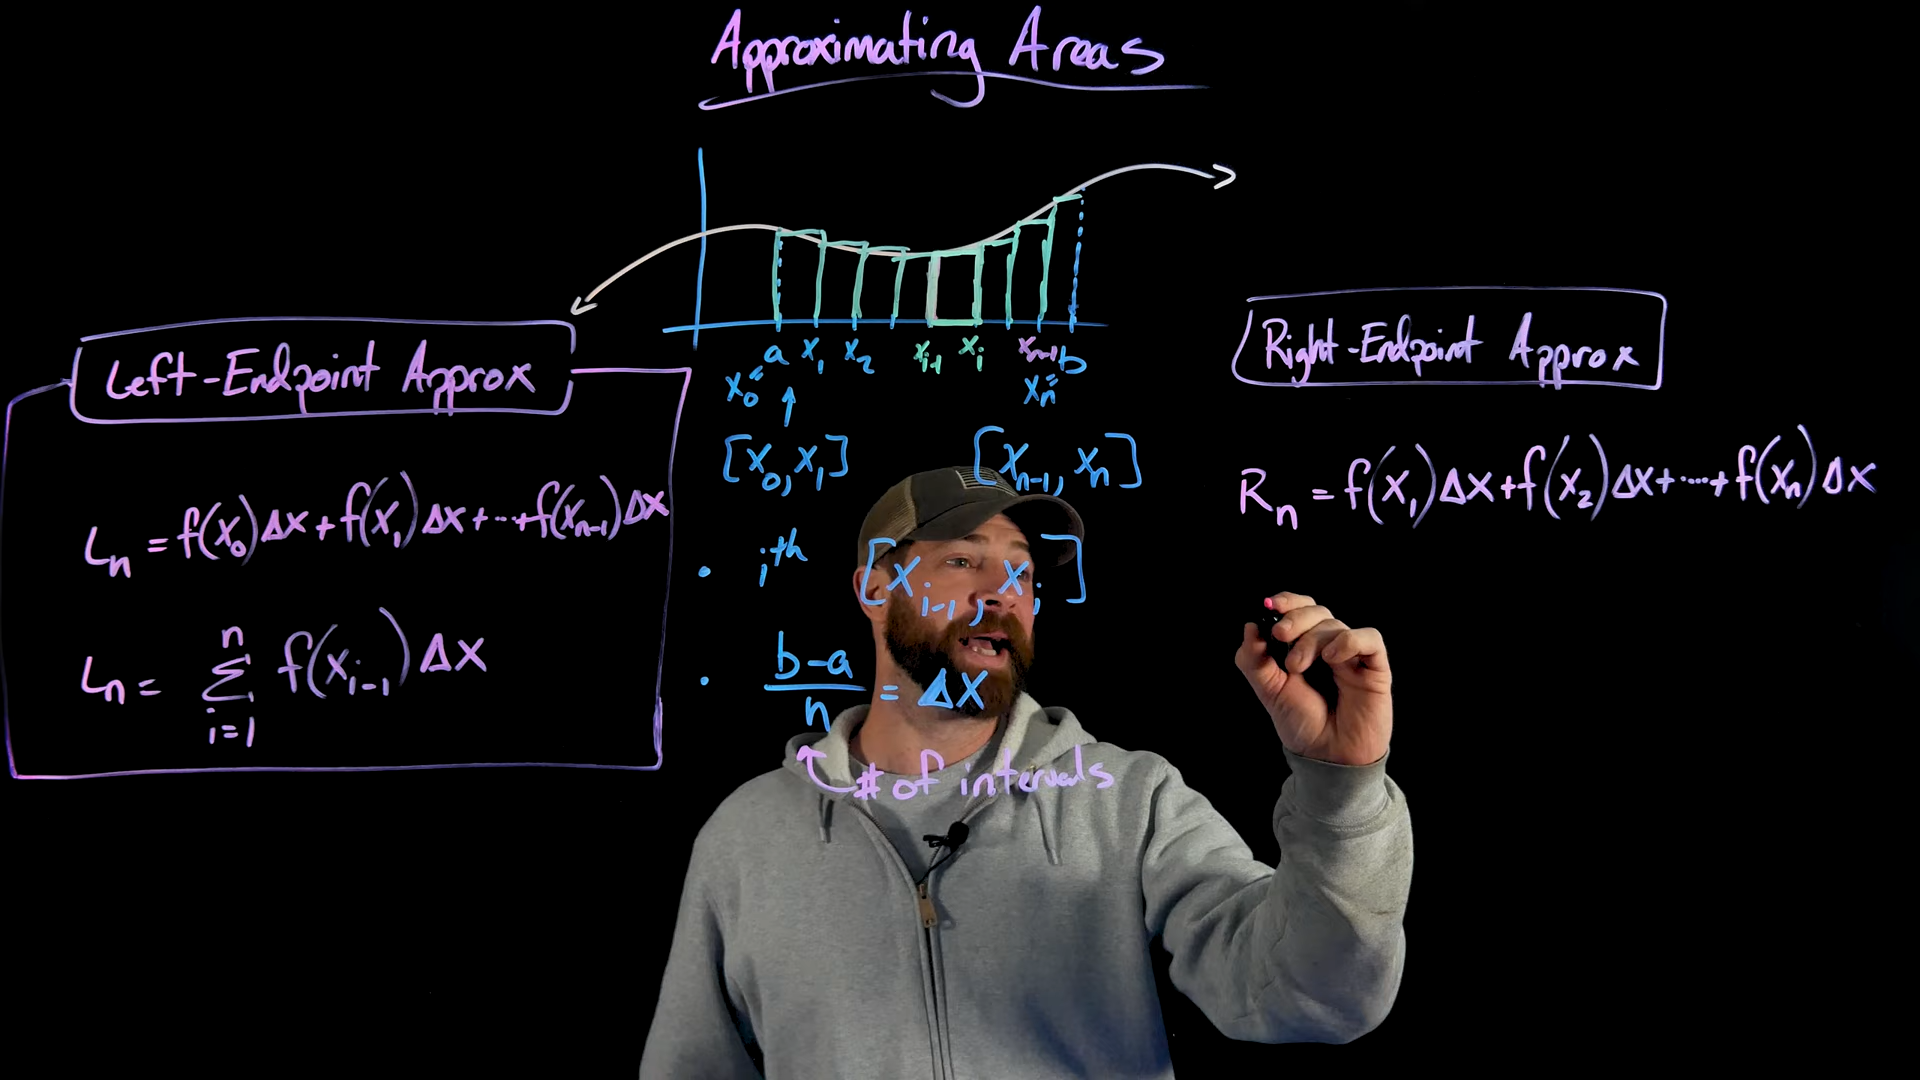 Approximating Areas
a x₁ x₂ xᵢ₋₁ xᵢ xₙ₋₁ b
x₀ = xₙ =
[x₀, x₁] [xₙ₋₁, xₙ]
• iᵗʰ [xᵢ₋₁, xᵢ]
• b-a / n = Δx
# of intervals
Left-Endpoint Approx
Lₙ = f(x₀)Δx + f(x₁)Δx + ... + f(xₙ₋₁)Δx
Lₙ = Σ n i=1 f(xᵢ₋₁)Δx
Right-Endpoint Approx
Rₙ = f(x₁)Δx + f(x₂)Δx + ... + f(xₙ)Δx